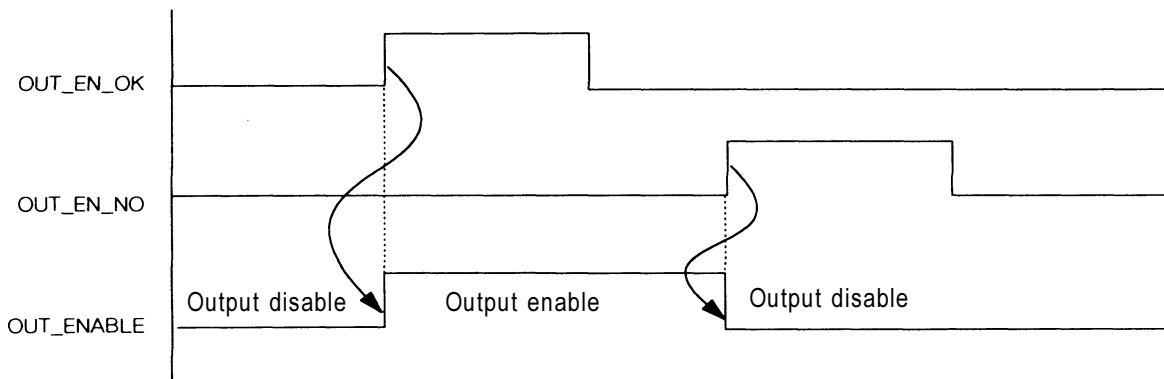 OUT_EN_OK
OUT_EN_NO
Output disable
Output enable
Output disable
OUT_ENABLE